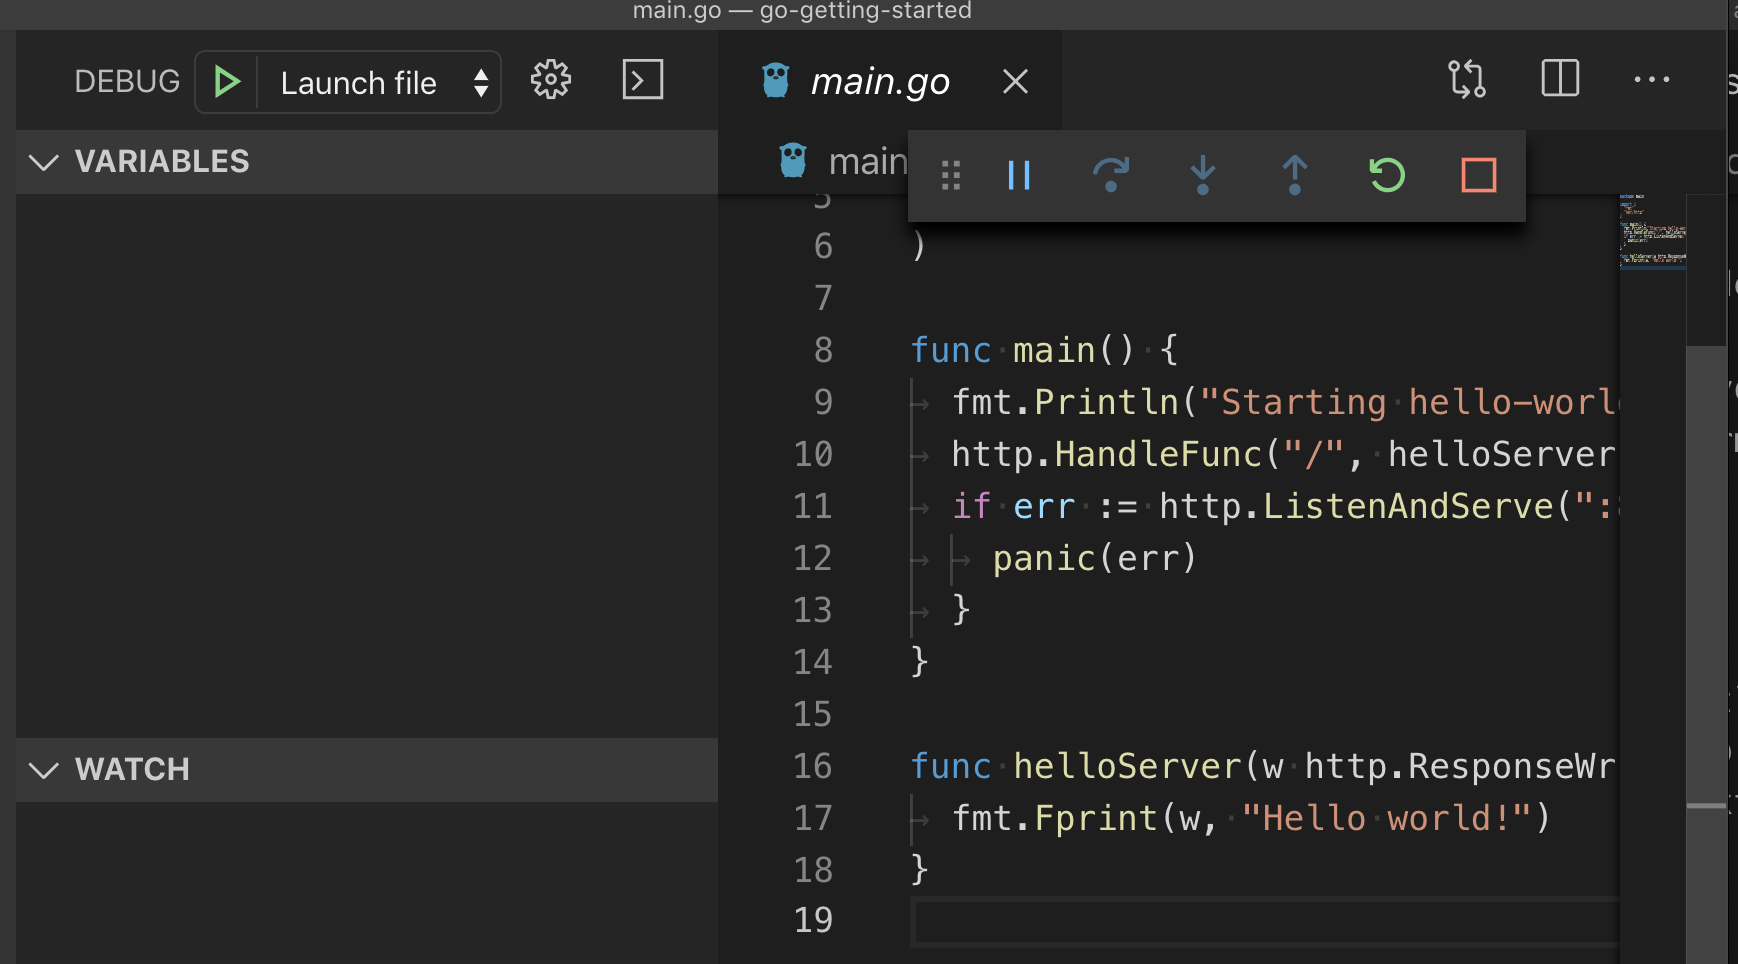 main.go — go-getting-started
DEBUG Launch file
main.go
VARIABLES
main
5
6 )
7
8 func main() {
9 fmt.Println("Starting hello-worl
10 http.HandleFunc("/", helloServer
11 if err := http.ListenAndServe(":
12 panic(err)
13 }
14 }
15
WATCH
16 func helloServer(w http.ResponseWr
17 fmt.Fprint(w, "Hello world!")
18 }
19